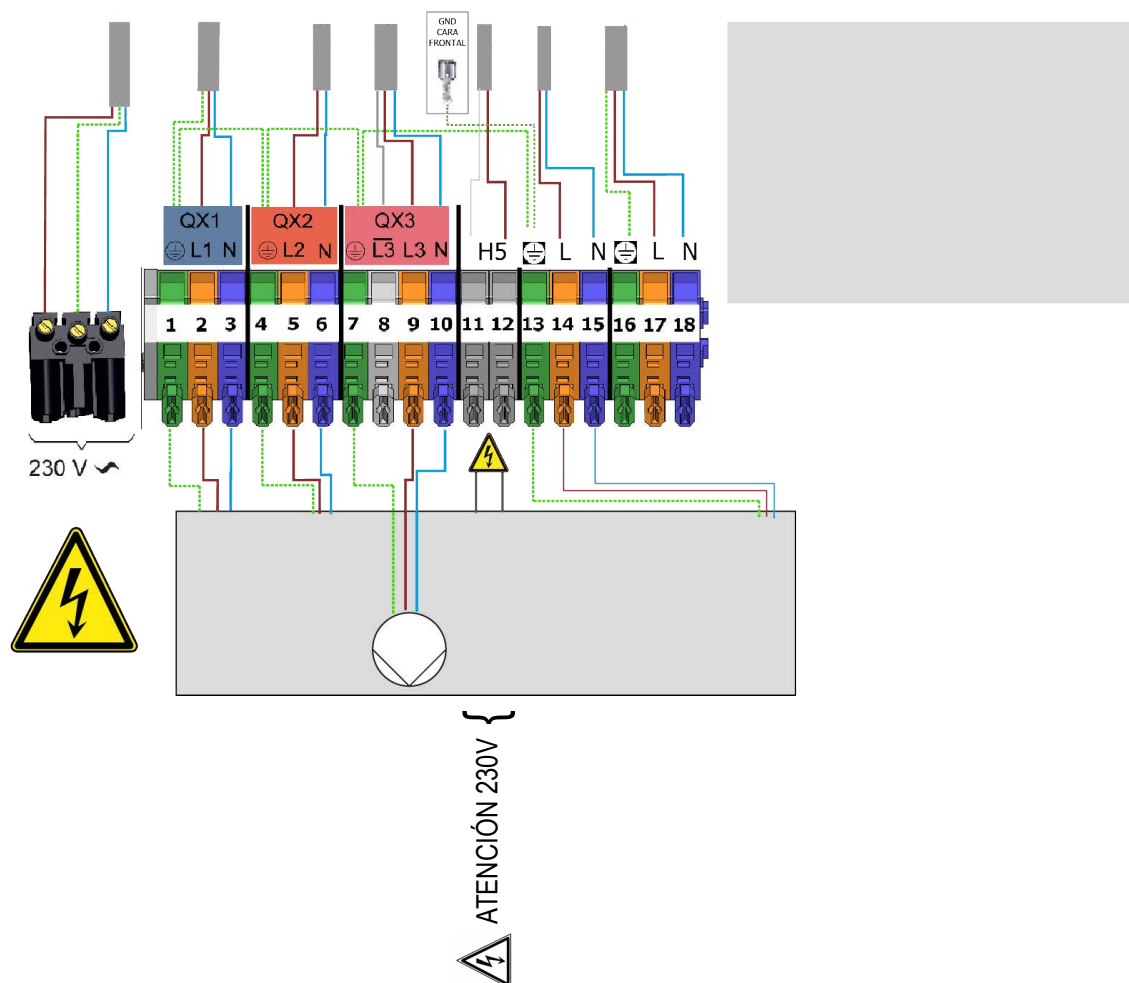 GND
CARA
FRONTAL
QX1
L1 N
QX2
L2 N
QX3
L3 L3 N
H5
L N
L N
1 2 3 4 5 6 7 8 9 10 11 12 13 14 15 16 17 18
230 V
ATENCIÓN 230V